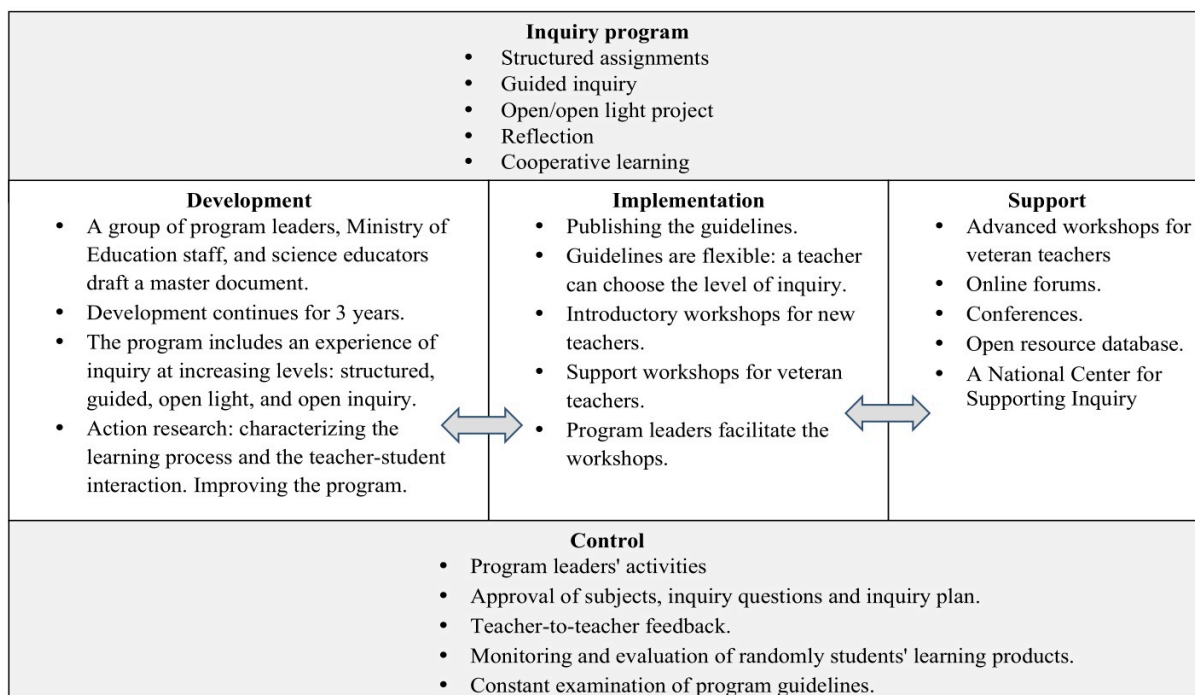 Inquiry program
• Structured assignments
• Guided inquiry
• Open/open light project
• Reflection
• Cooperative learning
Development
• A group of program leaders, Ministry of
Education staff, and science educators
draft a master document.
• Development continues for 3 years.
• The program includes an experience of
inquiry at increasing levels: structured,
guided, open light, and open inquiry.
• Action research: characterizing the
learning process and the teacher-student
interaction. Improving the program.
Implementation
• Publishing the guidelines.
• Guidelines are flexible: a teacher
can choose the level of inquiry.
• Introductory workshops for new
teachers.
• Support workshops for veteran
teachers.
• Program leaders facilitate the
workshops.
Support
• Advanced workshops for
veteran teachers
• Online forums.
• Conferences.
• Open resource database.
• A National Center for
Supporting Inquiry
Control
• Program leaders' activities
• Approval of subjects, inquiry questions and inquiry plan.
• Teacher-to-teacher feedback.
• Monitoring and evaluation of randomly students' learning products.
• Constant examination of program guidelines.